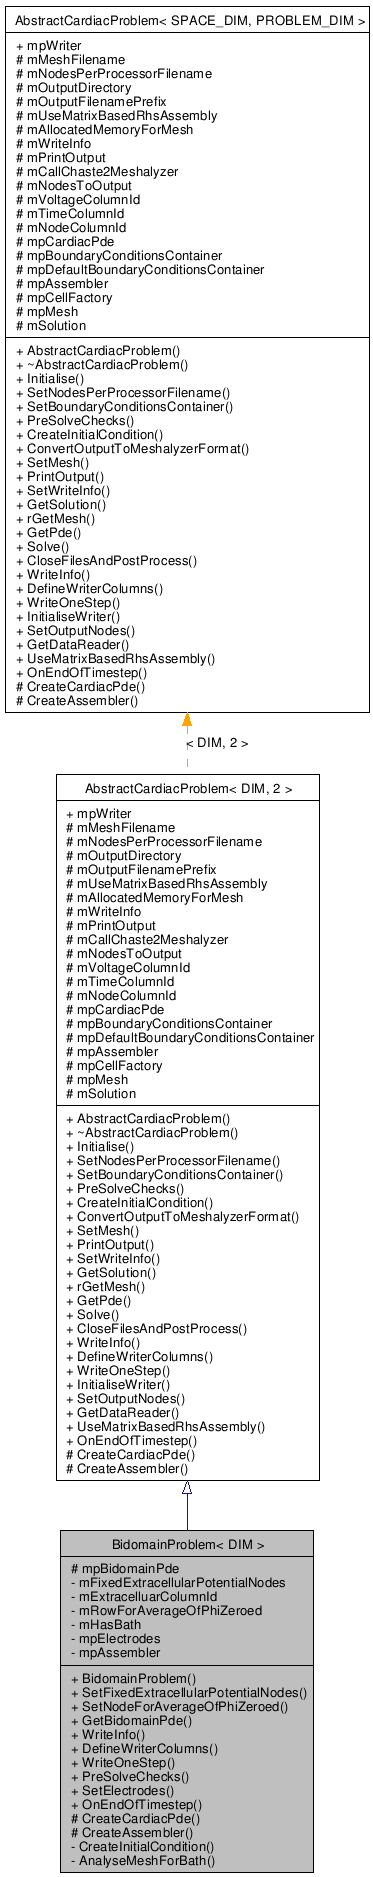 AbstractCardiacProblem< SPACE_DIM, PROBLEM_DIM >
+ mpWriter
# mMeshFilename
# mNodesPerProcessorFilename
# mOutputDirectory
# mOutputFilenamePrefix
# mUseMatrixBasedRhsAssembly
# mAllocatedMemoryForMesh
# mWriteInfo
# mPrintOutput
# mCallChaste2Meshalyzer
# mNodesToOutput
# mVoltageColumnId
# mTimeColumnId
# mNodeColumnId
# mpCardiacPde
# mpBoundaryConditionsContainer
# mpDefaultBoundaryConditionsContainer
# mpAssembler
# mpCellFactory
# mpMesh
# mSolution
+ AbstractCardiacProblem()
+ ~AbstractCardiacProblem()
+ Initialise()
+ SetNodesPerProcessorFilename()
+ SetBoundaryConditionsContainer()
+ PreSolveChecks()
+ CreateInitialCondition()
+ ConvertOutputToMeshalyzerFormat()
+ SetMesh()
+ PrintOutput()
+ SetWriteInfo()
+ GetSolution()
+ rGetMesh()
+ GetPde()
+ Solve()
+ CloseFilesAndPostProcess()
+ WriteInfo()
+ DefineWriterColumns()
+ WriteOneStep()
+ InitialiseWriter()
+ SetOutputNodes()
+ GetDataReader()
+ UseMatrixBasedRhsAssembly()
+ OnEndOfTimestep()
# CreateCardiacPde()
# CreateAssembler()
< DIM, 2 >
AbstractCardiacProblem< DIM, 2 >
+ mpWriter
# mMeshFilename
# mNodesPerProcessorFilename
# mOutputDirectory
# mOutputFilenamePrefix
# mUseMatrixBasedRhsAssembly
# mAllocatedMemoryForMesh
# mWriteInfo
# mPrintOutput
# mCallChaste2Meshalyzer
# mNodesToOutput
# mVoltageColumnId
# mTimeColumnId
# mNodeColumnId
# mpCardiacPde
# mpBoundaryConditionsContainer
# mpDefaultBoundaryConditionsContainer
# mpAssembler
# mpCellFactory
# mpMesh
# mSolution
+ AbstractCardiacProblem()
+ ~AbstractCardiacProblem()
+ Initialise()
+ SetNodesPerProcessorFilename()
+ SetBoundaryConditionsContainer()
+ PreSolveChecks()
+ CreateInitialCondition()
+ ConvertOutputToMeshalyzerFormat()
+ SetMesh()
+ PrintOutput()
+ SetWriteInfo()
+ GetSolution()
+ rGetMesh()
+ GetPde()
+ Solve()
+ CloseFilesAndPostProcess()
+ WriteInfo()
+ DefineWriterColumns()
+ WriteOneStep()
+ InitialiseWriter()
+ SetOutputNodes()
+ GetDataReader()
+ UseMatrixBasedRhsAssembly()
+ OnEndOfTimestep()
# CreateCardiacPde()
# CreateAssembler()
BidomainProblem< DIM >
# mpBidomainPde
- mFixedExtracellularPotentialNodes
- mExtracelluarColumnId
- mRowForAverageOfPhiZeroed
- mHasBath
- mpElectrodes
- mpAssembler
+ BidomainProblem()
+ SetFixedExtracellularPotentialNodes()
+ SetNodeForAverageOfPhiZeroed()
+ GetBidomainPde()
+ WriteInfo()
+ DefineWriterColumns()
+ WriteOneStep()
+ PreSolveChecks()
+ SetElectrodes()
+ OnEndOfTimestep()
# CreateCardiacPde()
# CreateAssembler()
- CreateInitialCondition()
- AnalyseMeshForBath()